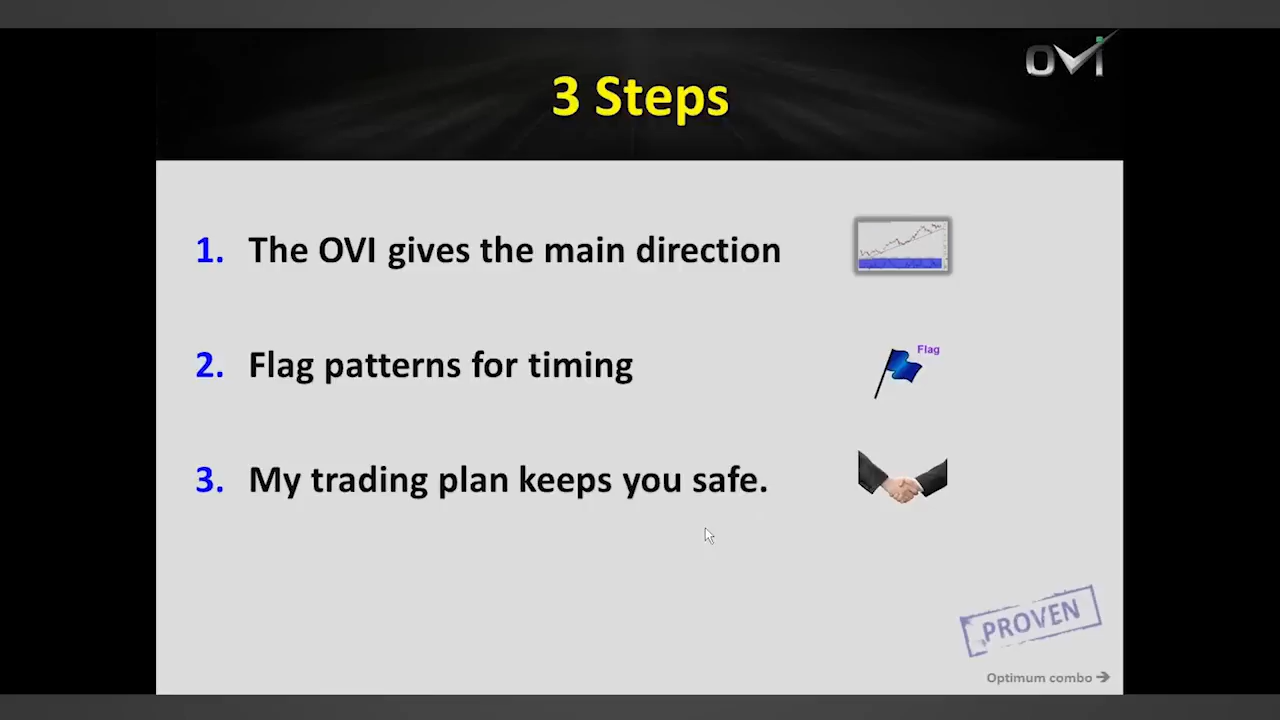 OVI
3 Steps
1. The OVI gives the main direction
2. Flag patterns for timing
Flag
3. My trading plan keeps you safe.
PROVEN
Optimum combo →